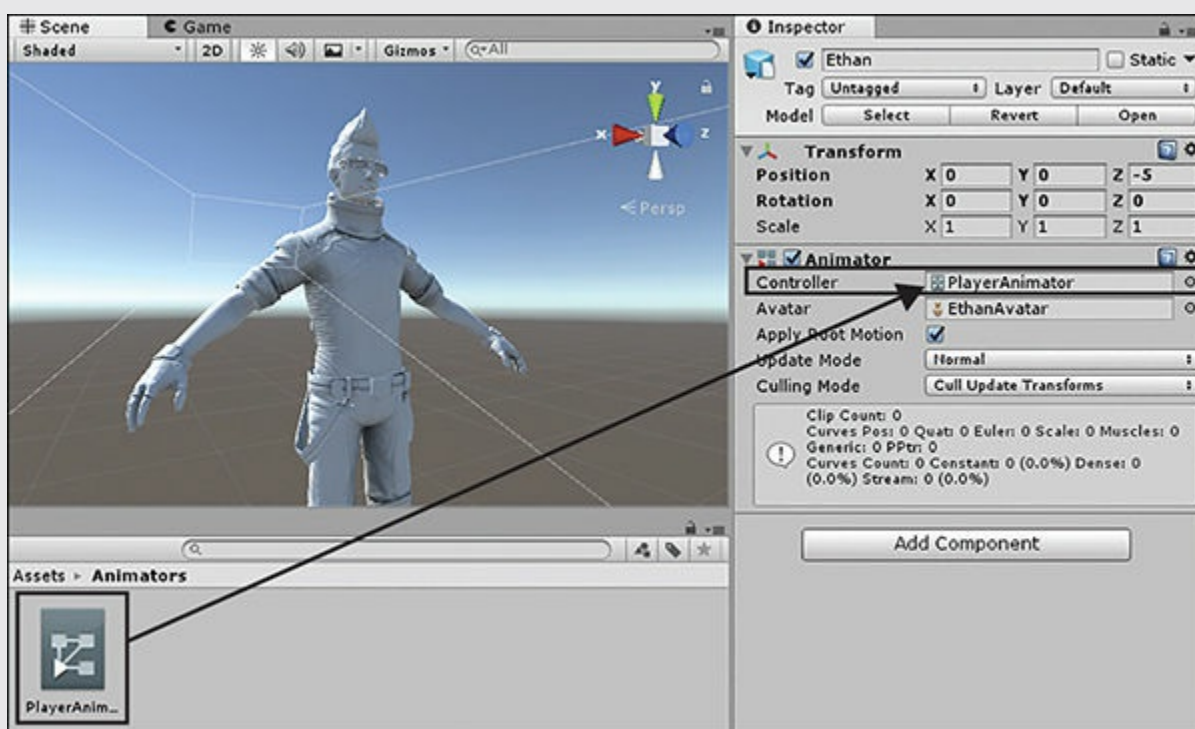 Scene Game
Shaded 2D Gizmos All
y
x z
Persp
Assets Animators
PlayerAnim...
Inspector
Ethan Static
Tag Untagged Layer Default
Model Select Revert Open
Transform
Position X 0 Y 0 Z -5
Rotation X 0 Y 0 Z 0
Scale X 1 Y 1 Z 1
Animator
Controller PlayerAnimator
Avatar EthanAvatar
Apply Root Motion
Update Mode Normal
Culling Mode Cull Update Transforms
Clip Count: 0
Curves Pos: 0 Quat: 0 Euler: 0 Scale: 0 Muscles: 0
Generic: 0 PPtr: 0
Curves Count: 0 Constant: 0 (0.0%) Dense: 0
(0.0%) Stream: 0 (0.0%)
Add Component